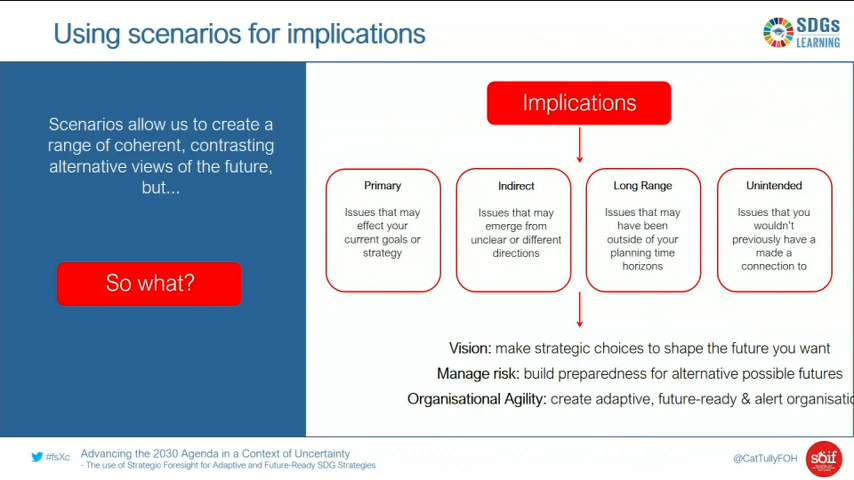 Using scenarios for implications
SDGs
LEARNING
Scenarios allow us to create a
range of coherent, contrasting
alternative views of the future,
but...
So what?
Implications
Primary
Issues that may
effect your
current goals or
strategy
Indirect
Issues that may
emerge from
unclear or different
directions
Long Range
Issues that may
have been
outside of your
planning time
horizons
Unintended
Issues that you
wouldn't
previously have a
made a
connection to
Vision: make strategic choices to shape the future you want
Manage risk: build preparedness for alternative possible futures
Organisational Agility: create adaptive, future-ready & alert organisatio
#fsXc
Advancing the 2030 Agenda in a Context of Uncertainty
- The use of Strategic Foresight for Adaptive and Future-Ready SDG Strategies
@CatTullyFOH
soif